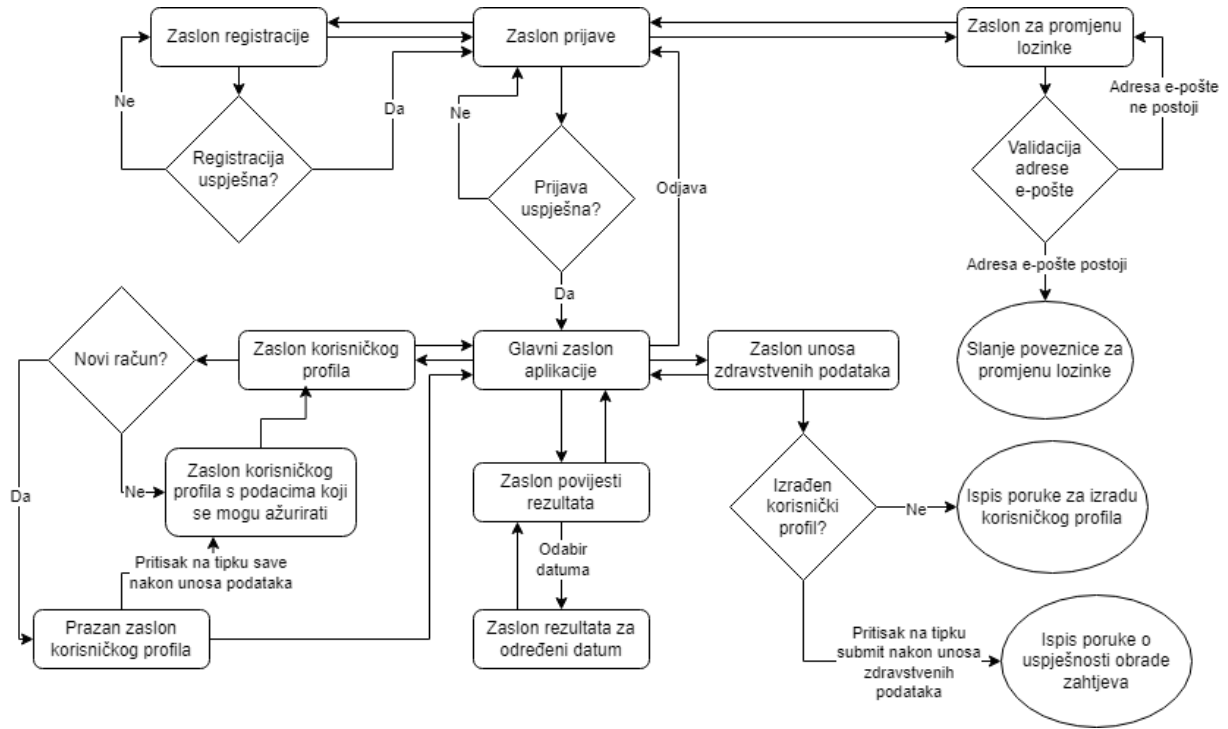 Zaslon registracije
Zaslon prijave
Zaslon za promjenu
lozinke
Ne
Da
Ne
Adresa e-pošte
ne postoji
Registracija
uspješna?
Validacija
adrese
e-pošte
Prijava
uspješna?
Odjava
Adresa e-pošte postoji
Da
Novi račun?
Zaslon korisničkog
profila
Glavni zaslon
aplikacije
Zaslon unosa
zdravstvenih podataka
Slanje poveznice za
promjenu lozinke
Da
Ne
Zaslon korisničkog
profila s podacima koji
se mogu ažurirati
Zaslon povijesti
rezultata
Izrađen
korisnički
profil?
Ne
Ispis poruke za izradu
korisničkog profila
Pritisak na tipku save
nakon unosa podataka
Odabir
datuma
Prazan zaslon
korisničkog profila
Zaslon rezultata za
određeni datum
Pritisak na tipku
submit nakon unosa
zdravstvenih
podataka
Ispis poruke o
uspješnosti obrade
zahtjeva